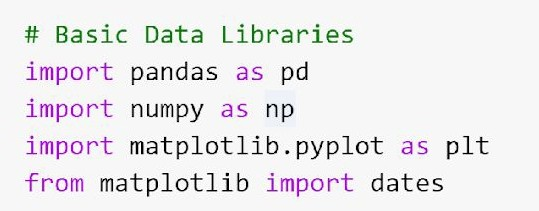 # Basic Data Libraries
import pandas as pd
import numpy as np
import matplotlib.pyplot as plt
from matplotlib import dates